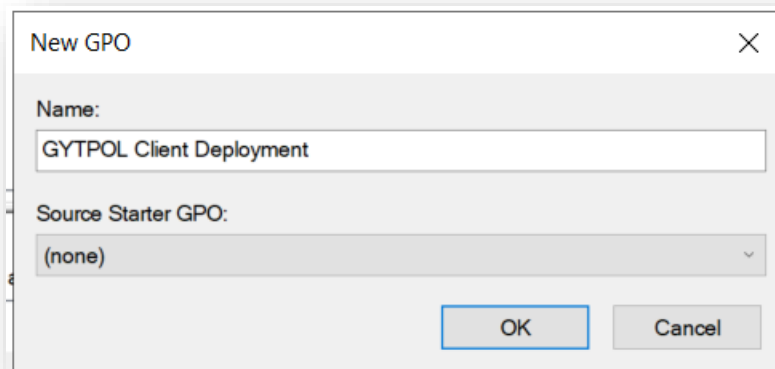 New GPO
Name:
GYTPOL Client Deployment
Source Starter GPO:
(none)
OK Cancel